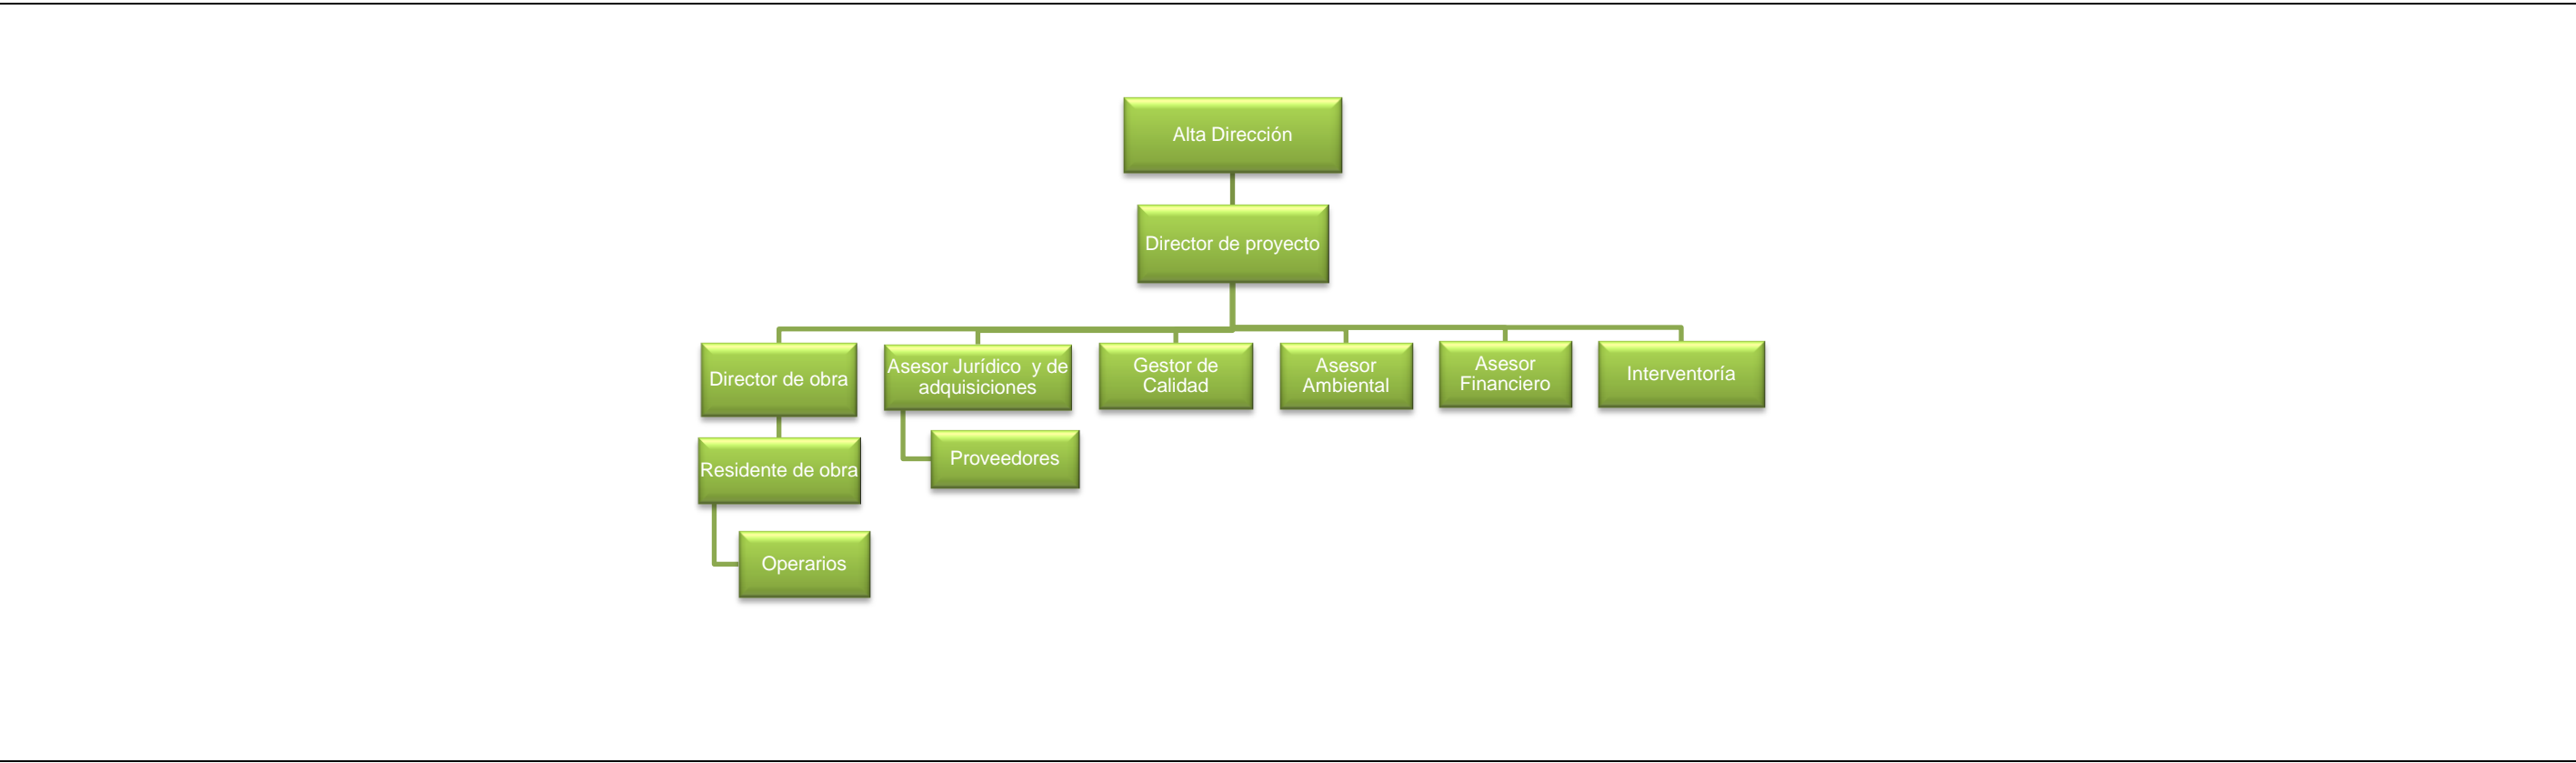 Alta Dirección
Director de proyecto
Director de obra
Asesor Jurídico  y de
adquisiciones
Gestor de
Calidad
Asesor
Ambiental
Asesor
Financiero
Interventoría
Residente de obra
Proveedores
Operarios